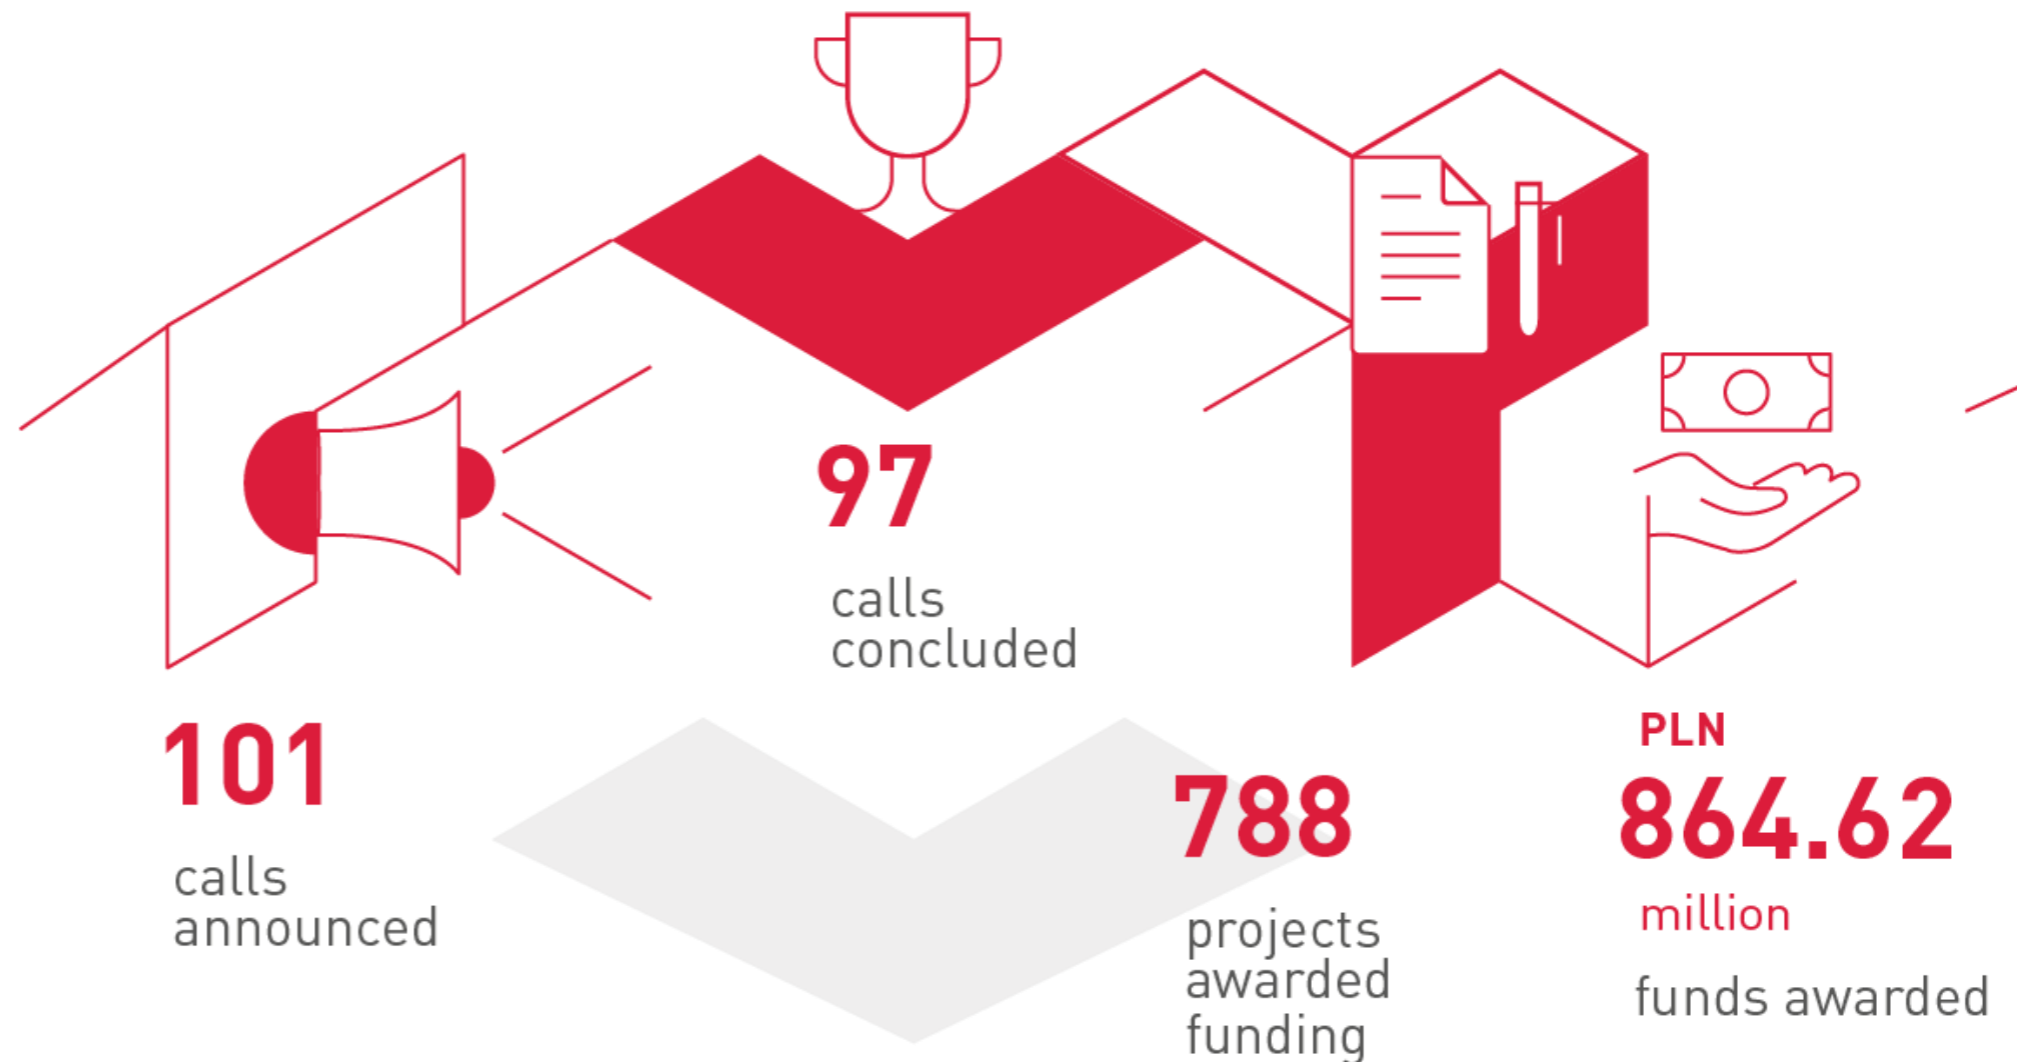 101
calls
announced
97
calls
concluded
788
projects
awarded
funding
PLN
864.62
million
funds awarded